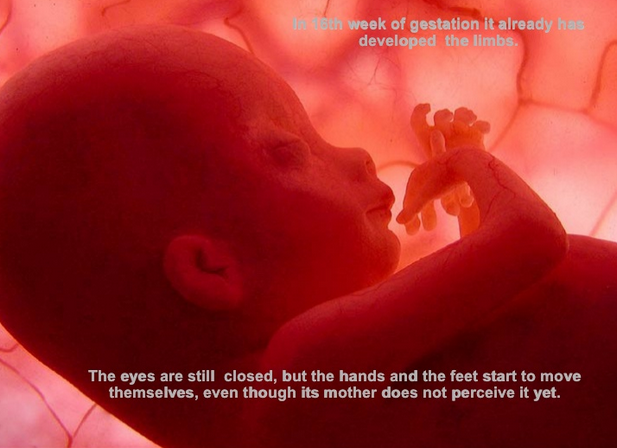 In week of gestation it already has
developed the limbs.
The eyes are still closed, but the hands and the feet start to move
themselves, even though its mother does not perceive it yet.